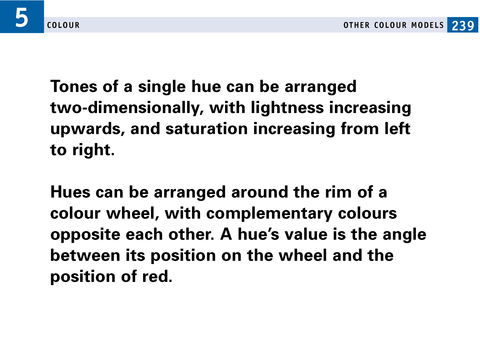 5
COLOUR
OTHER COLOUR MODELS 239
Tones of a single hue can be arranged
two-dimensionally, with lightness increasing
upwards, and saturation increasing from left
to right.
Hues can be arranged around the rim of a
colour wheel, with complementary colours
opposite each other. A hue’s value is the angle
between its position on the wheel and the
position of red.